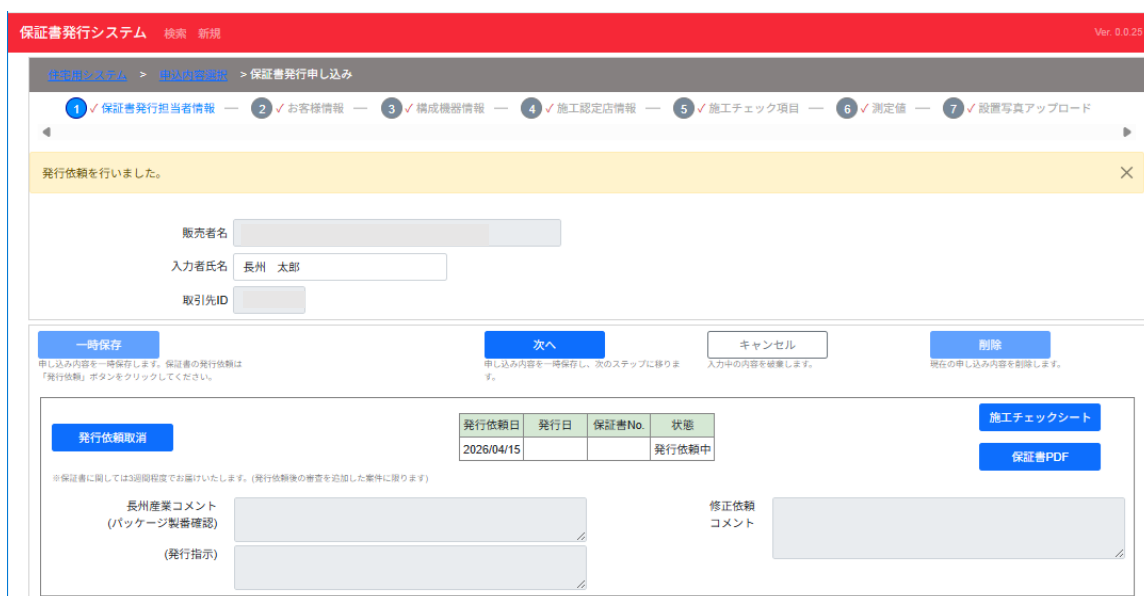 保証書発行システム 検索 新規 Ver. 0.0.25
住宅用システム > 申込内容選択 > 保証書発行申し込み
1 ✓ 保証書発行担当者情報 — 2 ✓ お客様情報 — 3 ✓ 構成機器情報 — 4 ✓ 施工認定店情報 — 5 ✓ 施工チェック項目 — 6 ✓ 測定値 — 7 ✓ 設置写真アップロード
発行依頼を行いました。
販売者名
入力者氏名 長州 太郎
取引先ID
一時保存 次へ キャンセル 削除
申し込み内容を一時保存します。保証書の発行依頼は
「発行依頼」ボタンをクリックしてください。
申し込み内容を一時保存し、次のステップに移りま
す。
入力中の内容を破棄します。
現在の申し込み内容を削除します。
発行依頼取消
発行依頼日 発行日 保証書No. 状態
2026/04/15 発行依頼中
施工チェックシート
保証書PDF
※保証書に関しては3週間程度でお届けいたします。(発行依頼後の審査を追加した案件に限ります)
長州産業コメント
(パッケージ製番確認)
修正依頼
コメント
(発行指示)